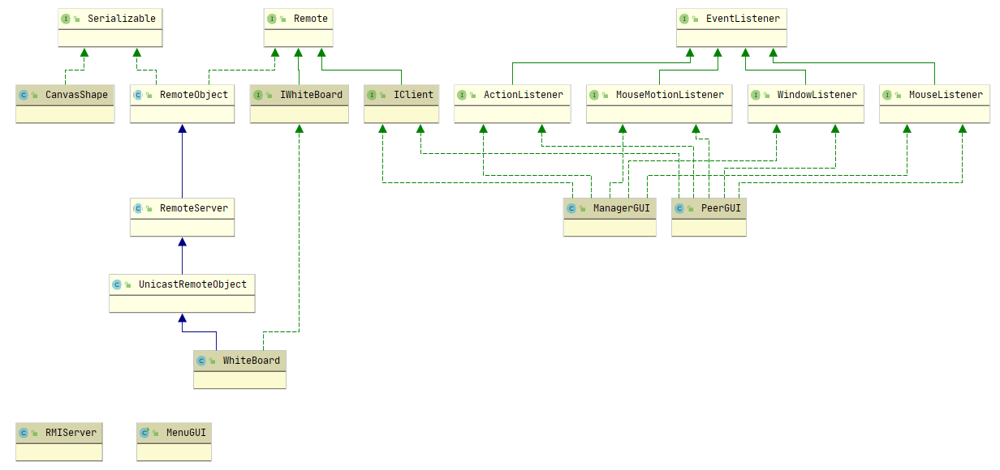 Serializable
Remote
EventListener
CanvasShape
RemoteObject
IWhiteBoard
IClient
ActionListener
MouseMotionListener
WindowListener
MouseListener
RemoteServer
ManagerGUI
PeerGUI
UnicastRemoteObject
WhiteBoard
RMIServer
MenuGUI